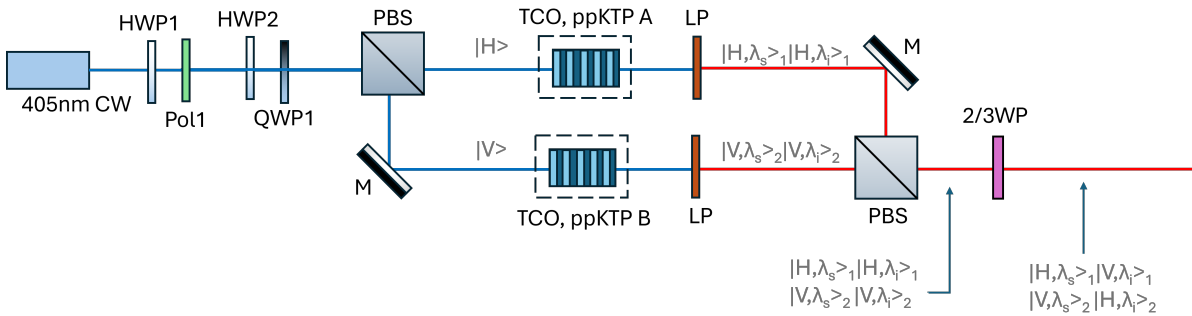 HWP1
HWP2
PBS
TCO, ppKTP A
LP
|H>
|H,λs>1|H,λi>1
M
405nm CW
Pol1
QWP1
2/3WP
|V>
|V,λs>2|V,λi>2
M
TCO, ppKTP B
LP
PBS
|H,λs>1|H,λi>1
|V,λs>2|V,λi>2
|H,λs>1|V,λi>1
|V,λs>2|H,λi>2